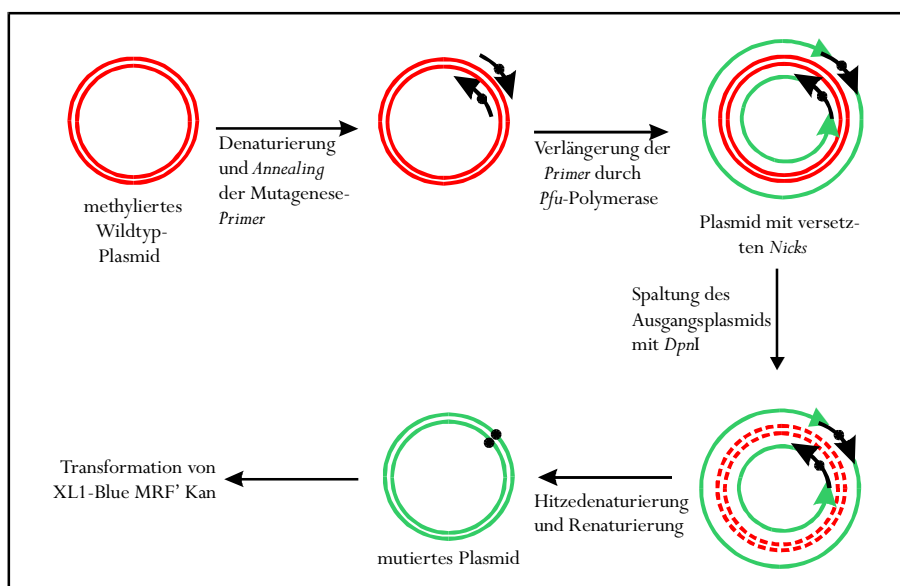 methyliertes
Wildtyp-
Plasmid
Denaturierung
und Annealing
der Mutagenese-
Primer
Verlängerung der
Primer durch
Pfu-Polymerase
Plasmid mit versetz-
ten Nicks
Spaltung des
Ausgangsplasmids
mit DpnI
Hitzedenaturierung
und Renaturierung
mutiertes Plasmid
Transformation von
XL1-Blue MRF' Kan